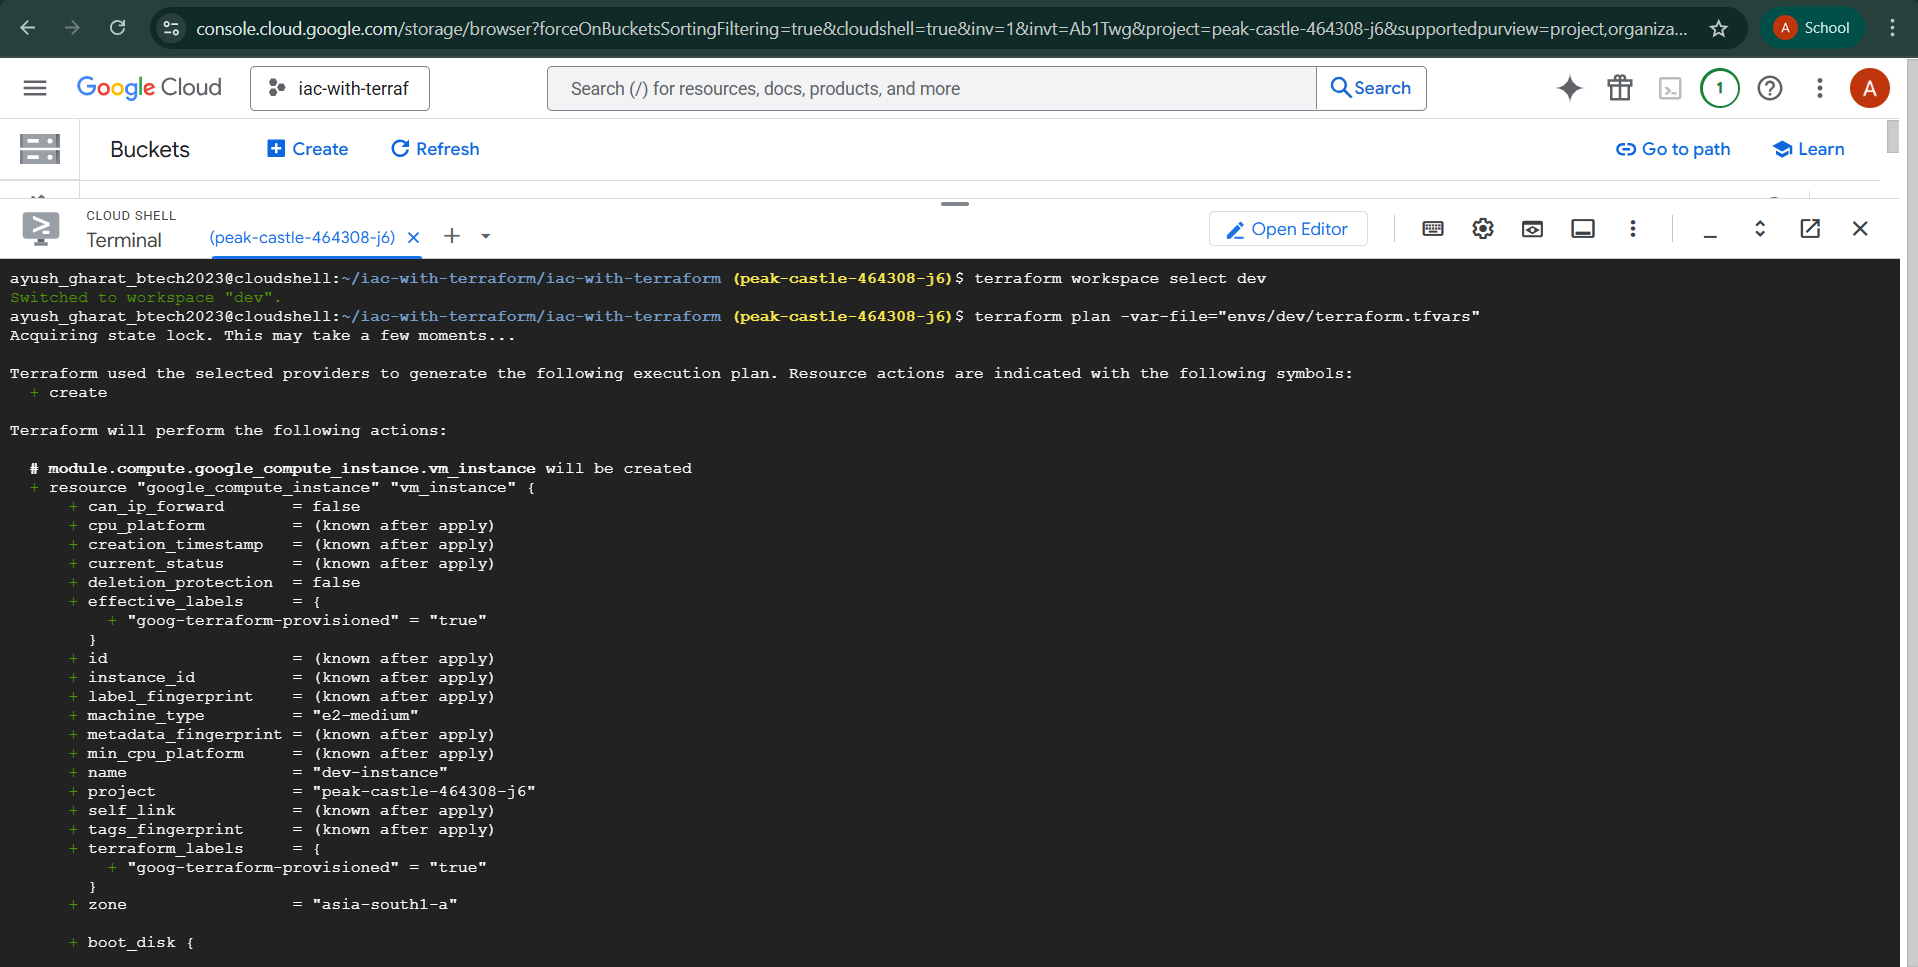 console.cloud.google.com/storage/browser?forceOnBucketsSortingFiltering=true&cloudshell=true&inv=1&invt=Ab1Twg&project=peak-castle-464308-j6&supportedpurview=project,organiza...
A School
Google Cloud
iac-with-terraf
Search (/) for resources, docs, products, and more
Search
1
A
Buckets
Create
Refresh
Go to path
Learn
CLOUD SHELL
Terminal
(peak-castle-464308-j6)
Open Editor
ayush_gharat_btech2023@cloudshell:~/iac-with-terraform/iac-with-terraform (peak-castle-464308-j6)$ terraform workspace select dev
Switched to workspace "dev".
ayush_gharat_btech2023@cloudshell:~/iac-with-terraform/iac-with-terraform (peak-castle-464308-j6)$ terraform plan -var-file="envs/dev/terraform.tfvars"
Acquiring state lock. This may take a few moments...
Terraform used the selected providers to generate the following execution plan. Resource actions are indicated with the following symbols:
+ create
Terraform will perform the following actions:
# module.compute.google_compute_instance.vm_instance will be created
+ resource "google_compute_instance" "vm_instance" {
+ can_ip_forward = false
+ cpu_platform = (known after apply)
+ creation_timestamp = (known after apply)
+ current_status = (known after apply)
+ deletion_protection = false
+ effective_labels = {
+ "goog-terraform-provisioned" = "true"
}
+ id = (known after apply)
+ instance_id = (known after apply)
+ label_fingerprint = (known after apply)
+ machine_type = "e2-medium"
+ metadata_fingerprint = (known after apply)
+ min_cpu_platform = (known after apply)
+ name = "dev-instance"
+ project = "peak-castle-464308-j6"
+ self_link = (known after apply)
+ tags_fingerprint = (known after apply)
+ terraform_labels = {
+ "goog-terraform-provisioned" = "true"
}
+ zone = "asia-south1-a"
+ boot_disk {